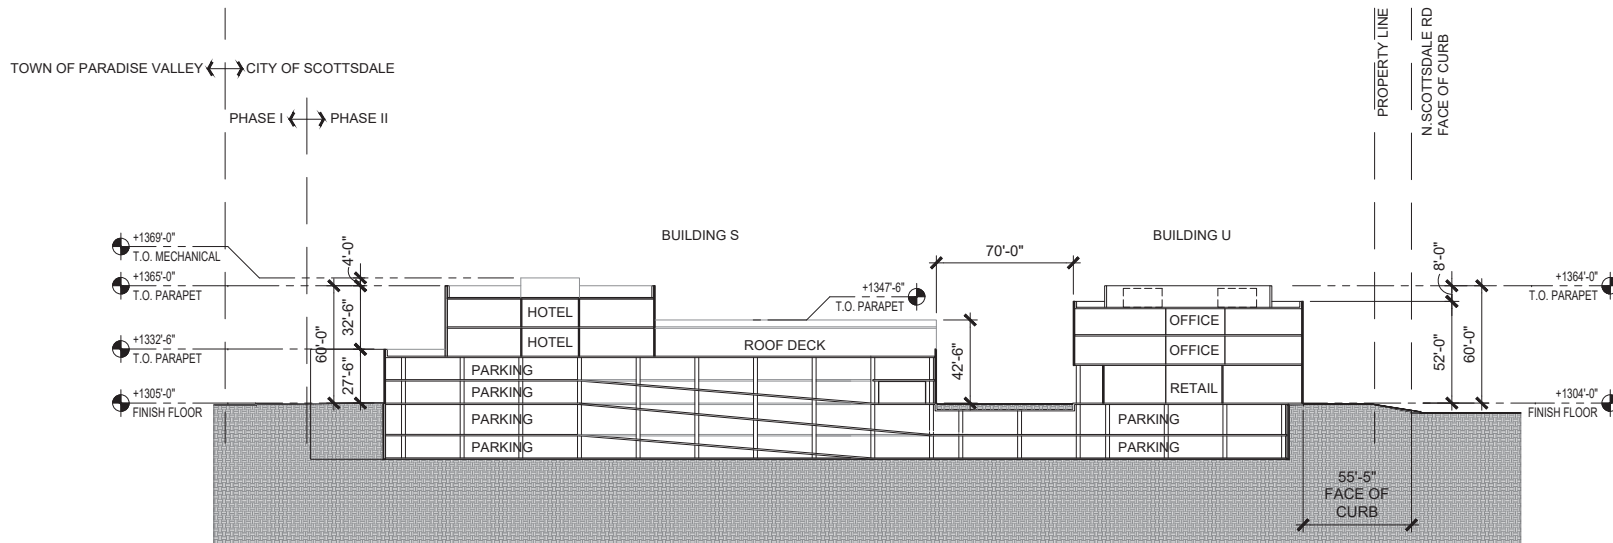 PROPERTY LINE
N.SCOTTSDALE RD
FACE OF CURB
TOWN OF PARADISE VALLEY
CITY OF SCOTTSDALE
PHASE I
PHASE II
BUILDING S
BUILDING U
+1369'-0"
T.O. MECHANICAL
4'-0"
70'-0"
8'-0"
+1365'-0"
T.O. PARAPET
+1347'-6"
T.O. PARAPET
+1364'-0"
T.O. PARAPET
32'-6"
60'-0"
HOTEL
HOTEL
ROOF DECK
OFFICE
OFFICE
RETAIL
+1332'-6"
T.O. PARAPET
27'-6"
42'-6"
52'-0"
60'-0"
PARKING
PARKING
+1305'-0"
FINISH FLOOR
+1304'-0"
FINISH FLOOR
PARKING
PARKING
PARKING
PARKING
55'-5"
FACE OF
CURB